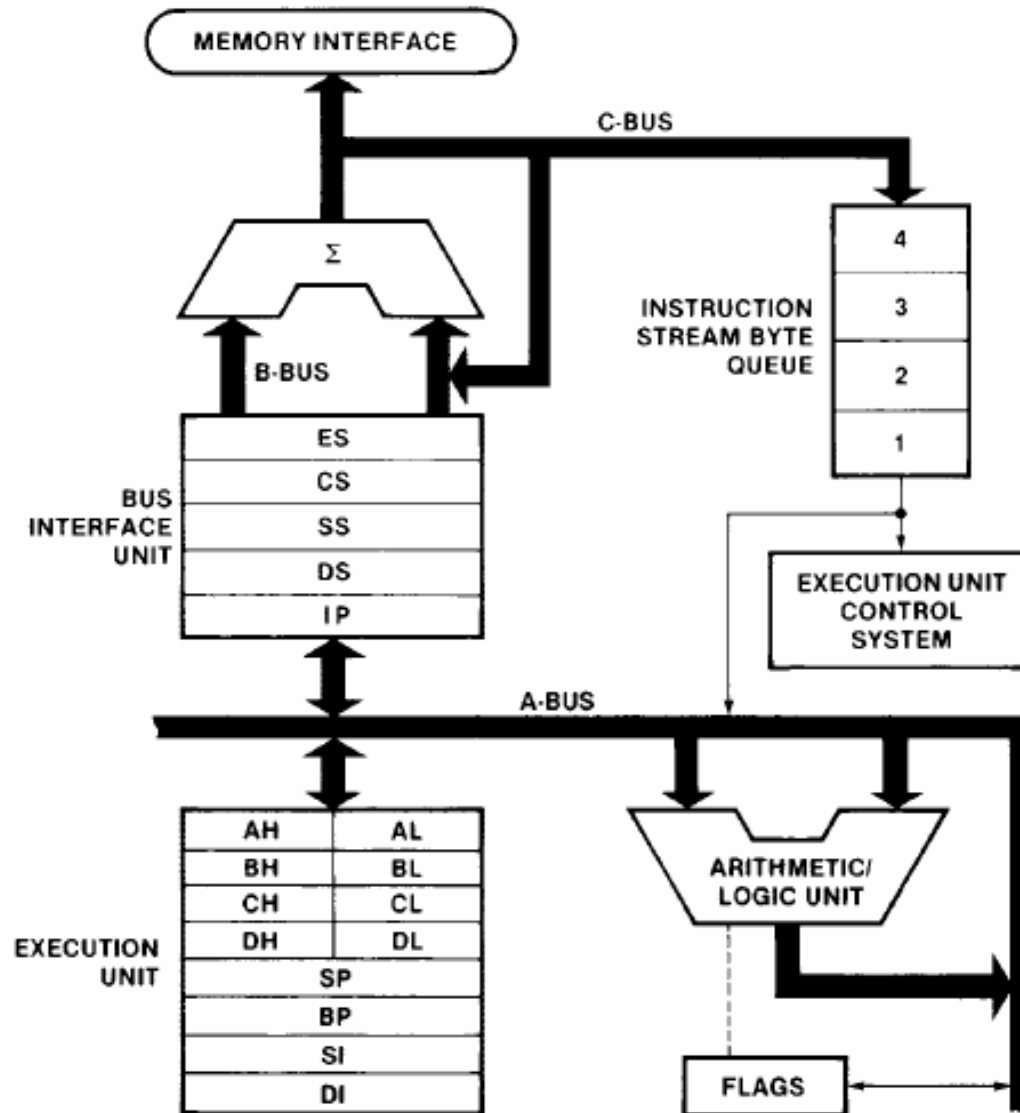 MEMORY INTERFACE
C-BUS
Σ
B-BUS
4
3
2
1
INSTRUCTION
STREAM BYTE
QUEUE
ES
CS
SS
DS
IP
BUS
INTERFACE
UNIT
EXECUTION UNIT
CONTROL
SYSTEM
A-BUS
AH AL
BH BL
CH CL
DH DL
SP
BP
SI
DI
EXECUTION
UNIT
ARITHMETIC/
LOGIC UNIT
FLAGS